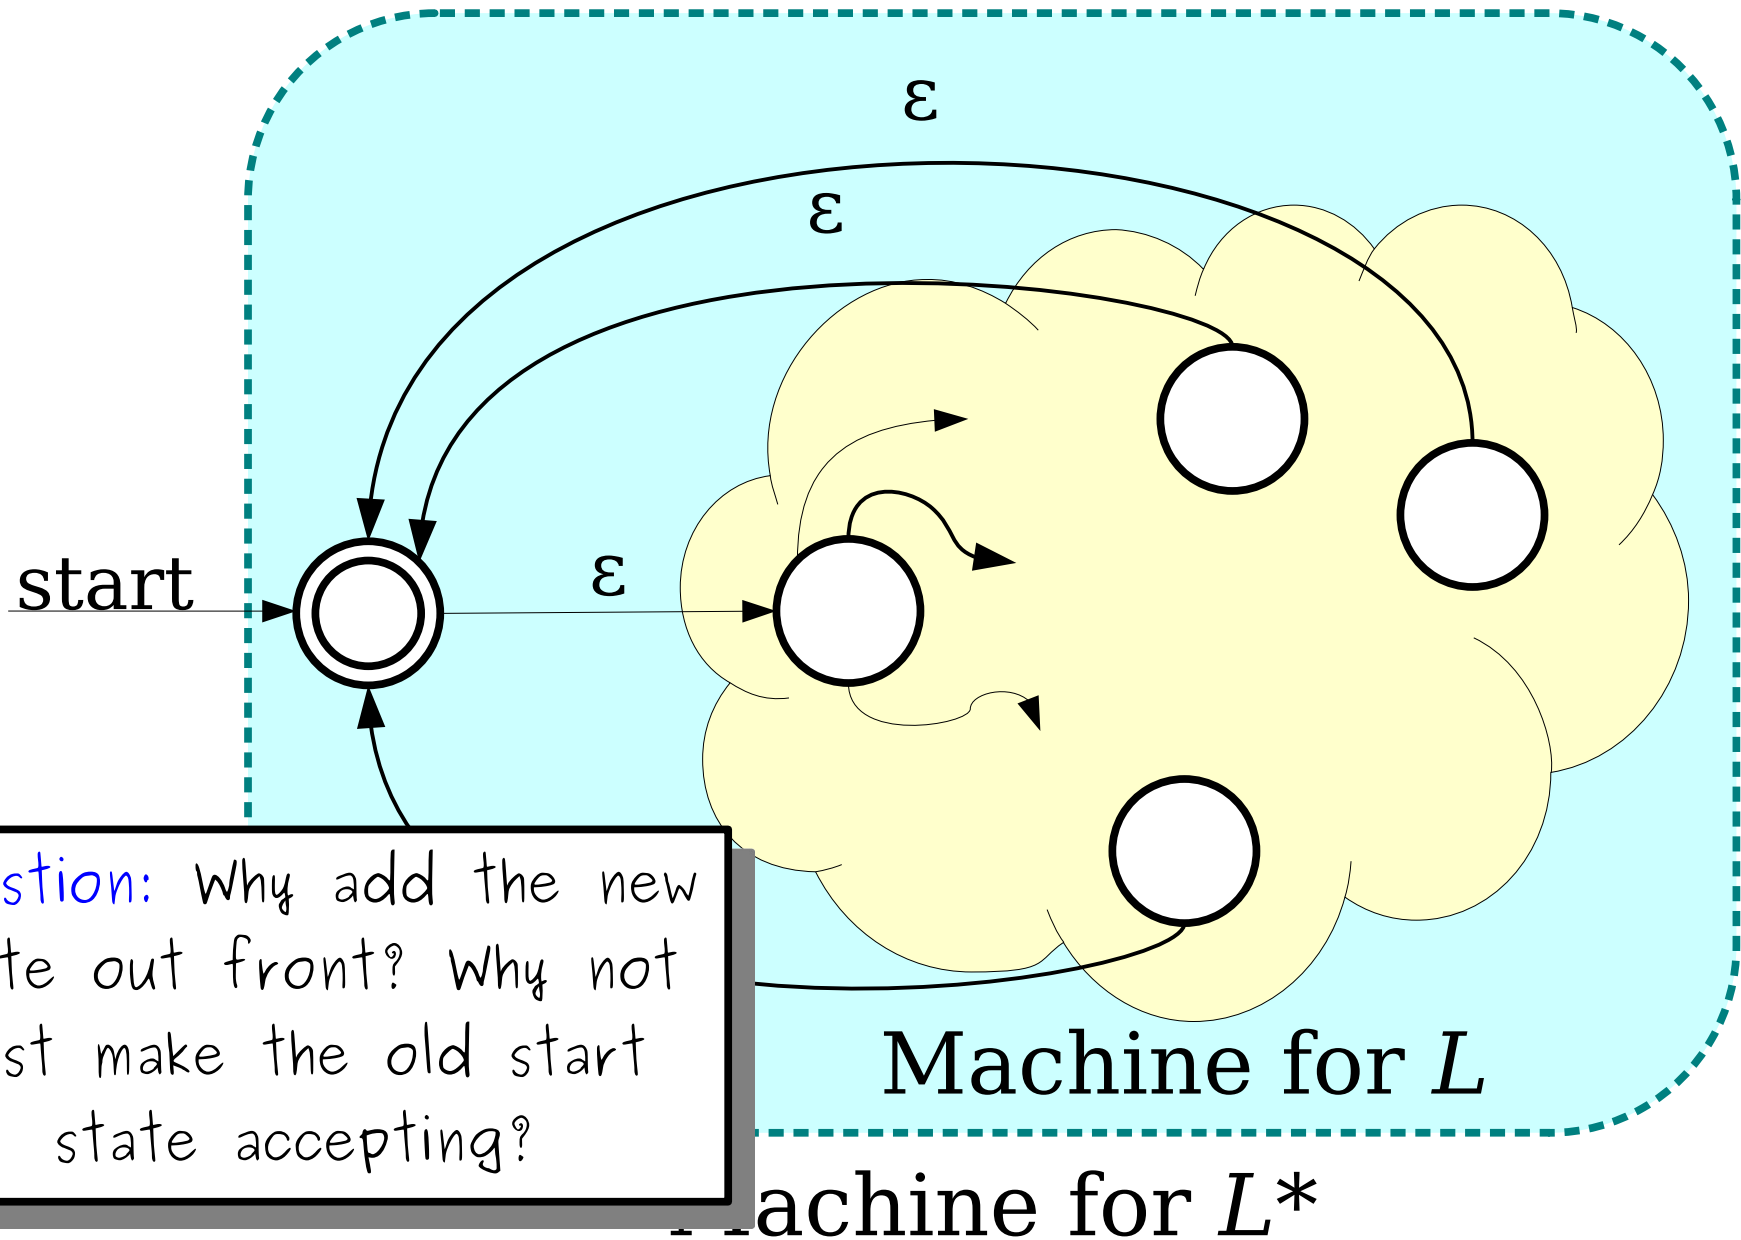 ε
ε
ε
start
stion: Why add the new
te out front? Why not
st make the old start
state accepting?
Machine for L
achine for L*